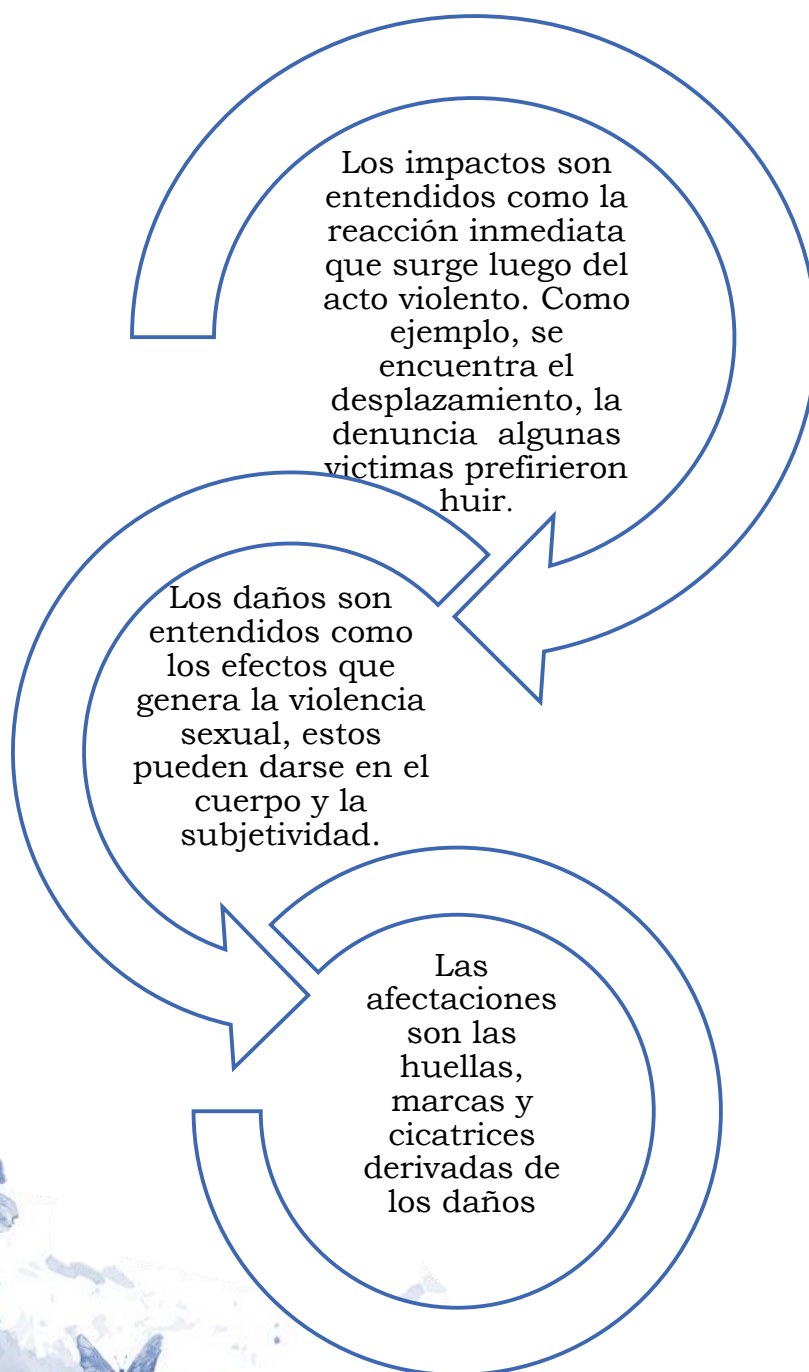 Los impactos son
entendidos como la
reacción inmediata
que surge luego del
acto violento. Como
ejemplo, se
encuentra el
desplazamiento, la
denuncia  algunas
victimas prefirieron
huir.
Los daños son
entendidos como
los efectos que
genera la violencia
sexual, estos
pueden darse en el
cuerpo y la
subjetividad.
Las
afectaciones
son las
huellas,
marcas y
cicatrices
derivadas de
los daños